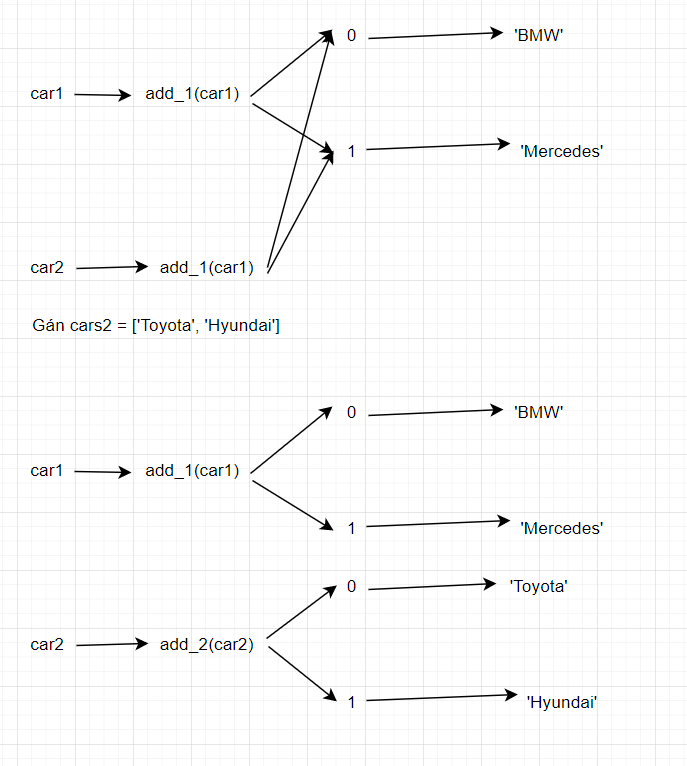 0 'BMW'
car1 add_1(car1)
1 'Mercedes'
car2 add_1(car1)
Gán cars2 = ['Toyota', 'Hyundai']
0 'BMW'
car1 add_1(car1)
1 'Mercedes'
0 'Toyota'
car2 add_2(car2)
1 'Hyundai'